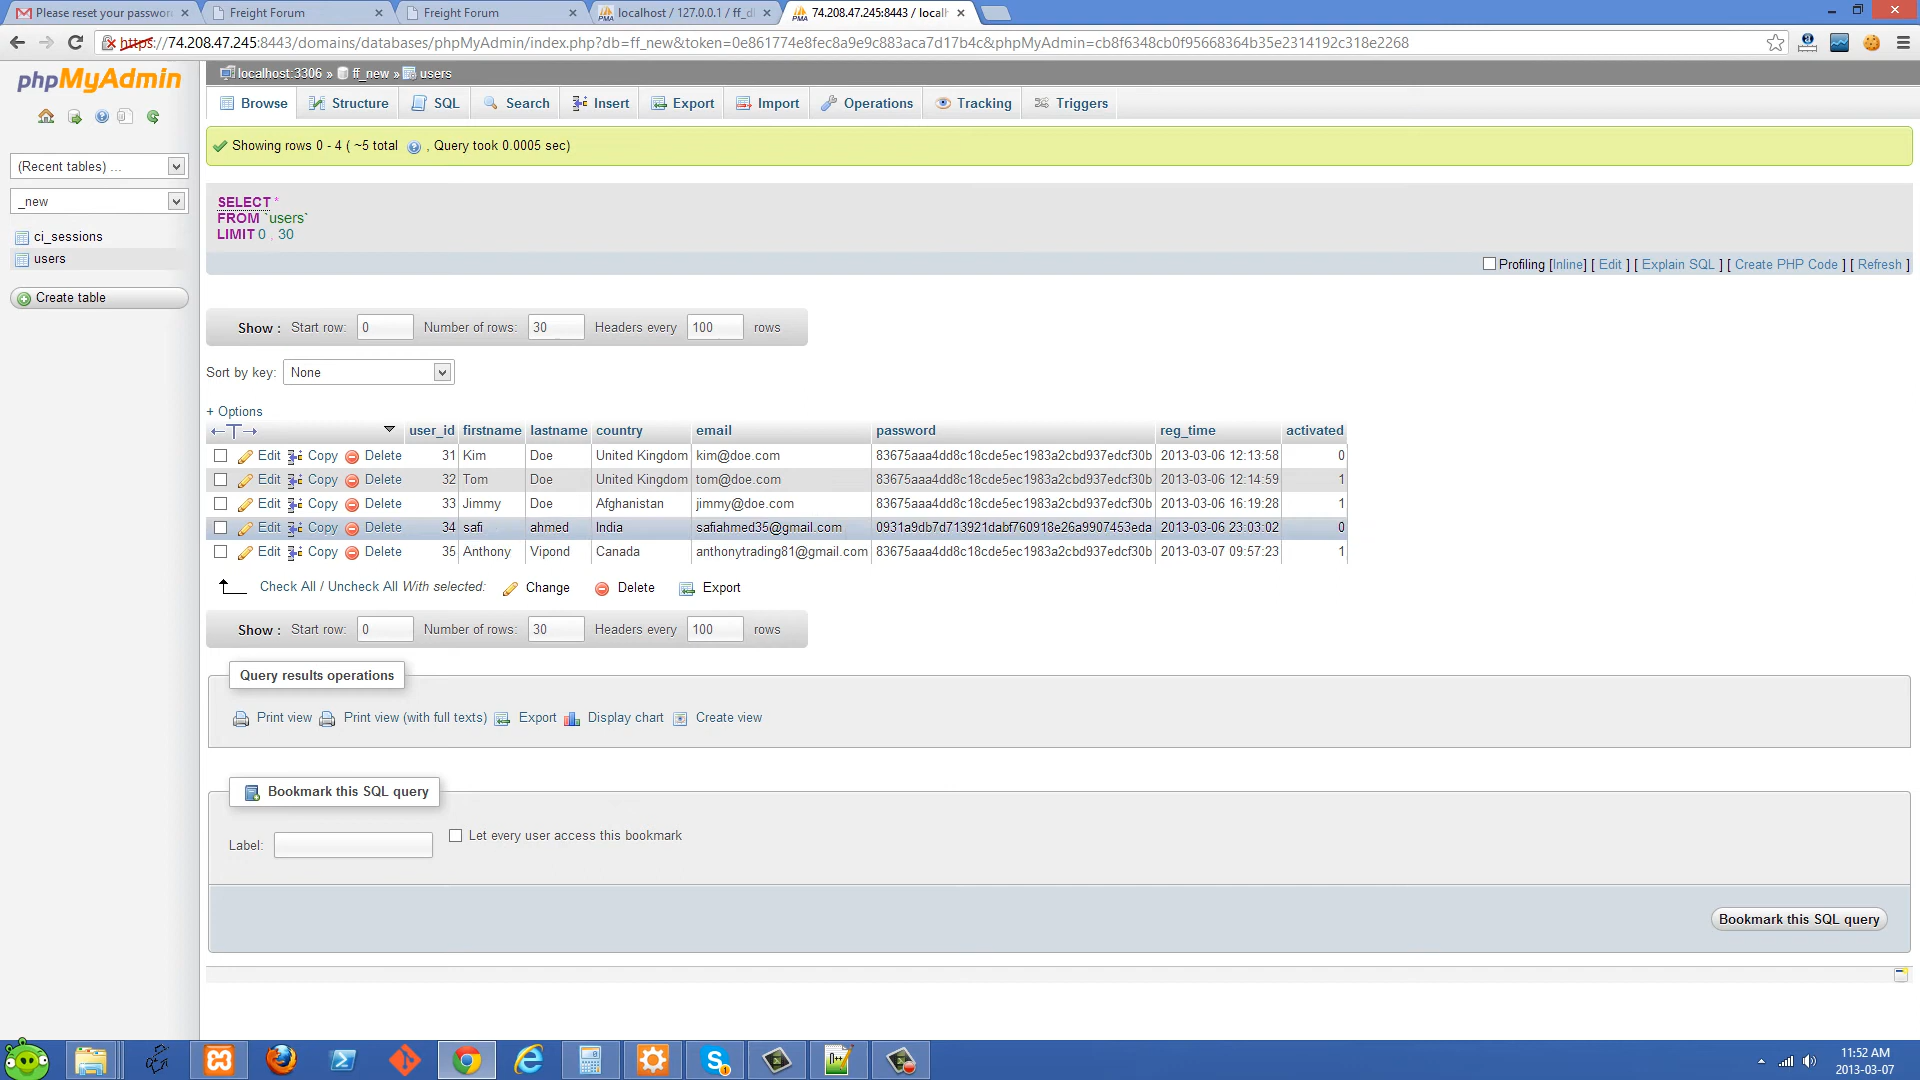 Please reset your passwor
Freight Forum
Freight Forum
localhost / 127.0.0.1 / ff_d
74.208.47.245:8443 / local
https://74.208.47.245:8443/domains/databases/phpMyAdmin/index.php?db=ff_new&token=0e861774e8fec8a9e9c883aca7d17b4c&phpMyAdmin=cb8f6348cb0f95668364b35e2314192c318e2268
phpMyAdmin
localhost:3306 » ff_new » users
Browse Structure SQL Search Insert Export Import Operations Tracking Triggers
Showing rows 0 - 4 ( ~5 total , Query took 0.0005 sec)
(Recent tables) ...
_new
ci_sessions
users
Create table
SELECT *
FROM `users`
LIMIT 0 , 30
Profiling [Inline] [ Edit ] [ Explain SQL ] [ Create PHP Code ] [ Refresh ]
Show : Start row: 0 Number of rows: 30 Headers every 100 rows
Sort by key: None
+ Options
←T→ user_id firstname lastname country email password reg_time activated
Edit Copy Delete 31 Kim Doe United Kingdom kim@doe.com 83675aaa4dd8c18cde5ec1983a2cbd937edcf30b 2013-03-06 12:13:58 0
Edit Copy Delete 32 Tom Doe United Kingdom tom@doe.com 83675aaa4dd8c18cde5ec1983a2cbd937edcf30b 2013-03-06 12:14:59 1
Edit Copy Delete 33 Jimmy Doe Afghanistan jimmy@doe.com 83675aaa4dd8c18cde5ec1983a2cbd937edcf30b 2013-03-06 16:19:28 1
Edit Copy Delete 34 safi ahmed India safiahmed35@gmail.com 0931a9db7d713921dabf760918e26a9907453eda 2013-03-06 23:03:02 0
Edit Copy Delete 35 Anthony Vipond Canada anthonytrading81@gmail.com 83675aaa4dd8c18cde5ec1983a2cbd937edcf30b 2013-03-07 09:57:23 1
Check All / Uncheck All With selected: Change Delete Export
Show : Start row: 0 Number of rows: 30 Headers every 100 rows
Query results operations
Print view Print view (with full texts) Export Display chart Create view
Bookmark this SQL query
Label: Let every user access this bookmark
Bookmark this SQL query
11:52 AM
2013-03-07